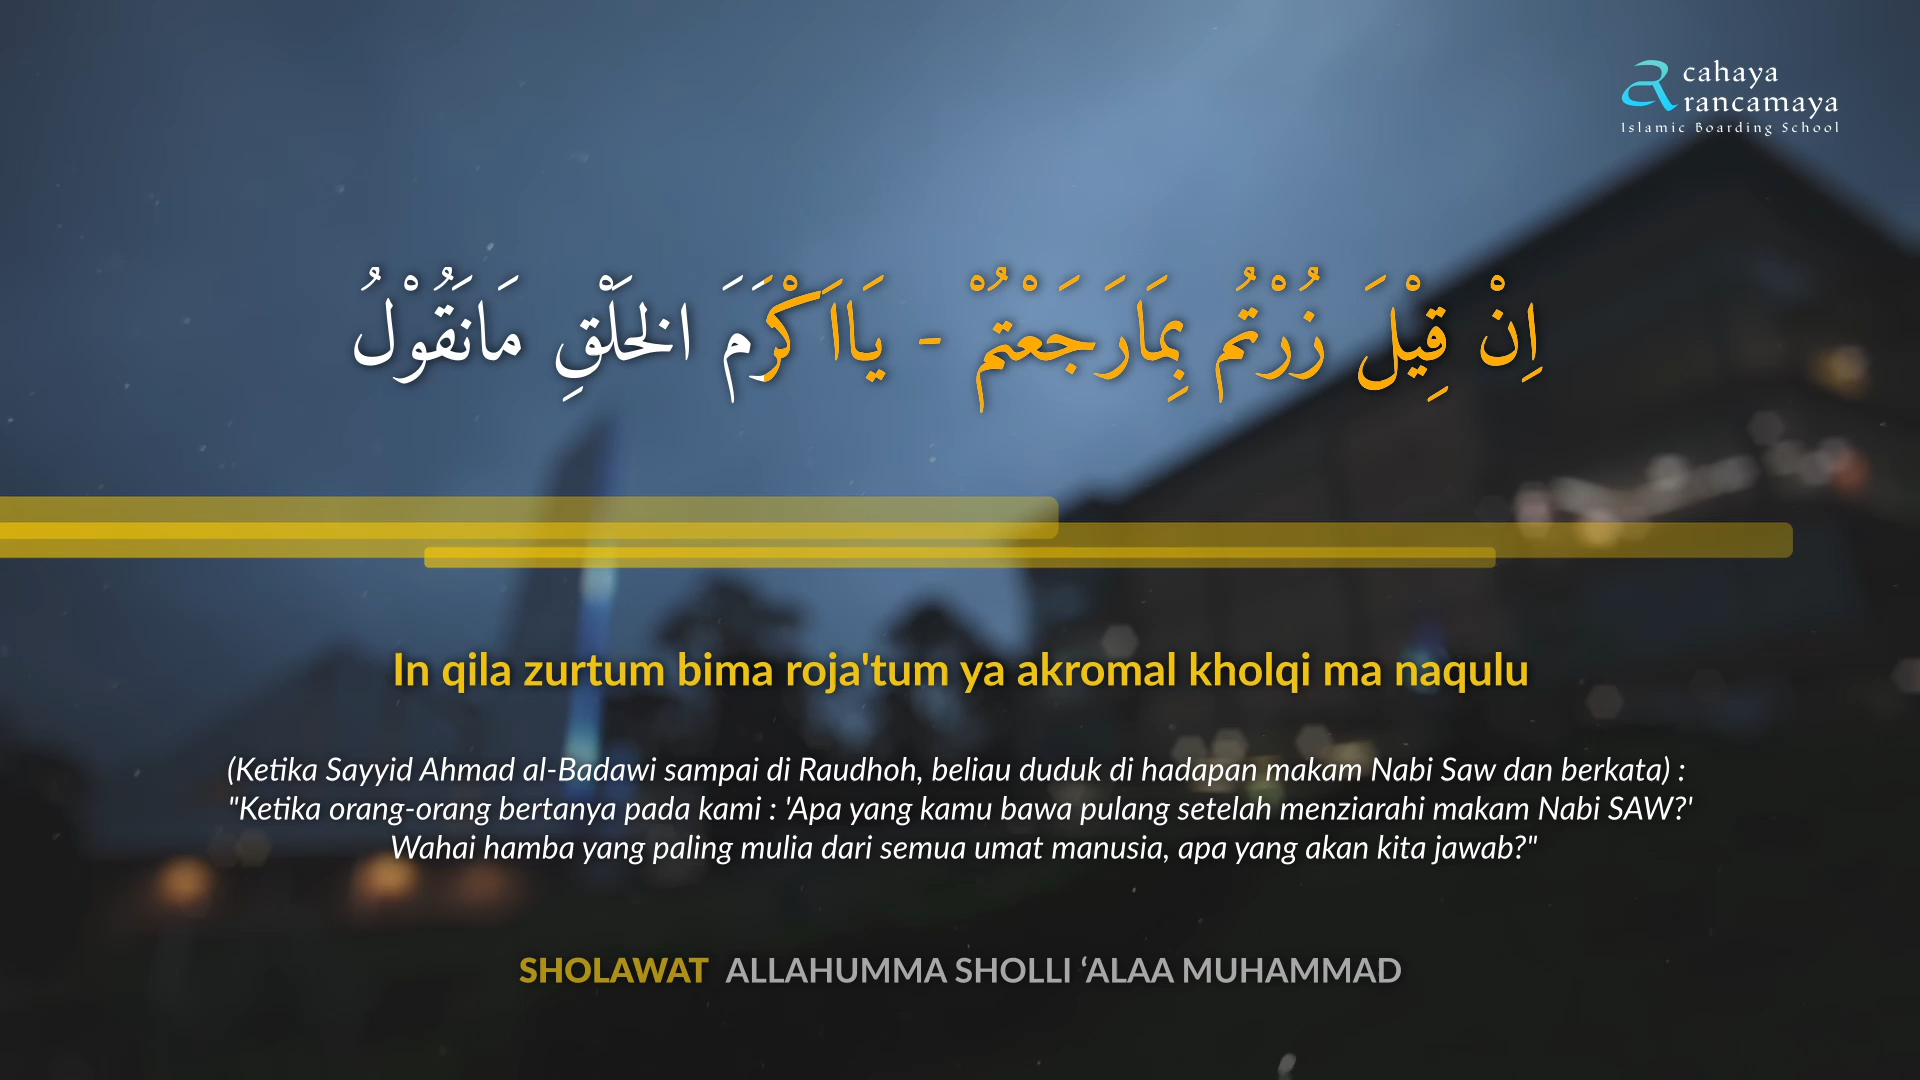 cahaya
rancamaya
Islamic Boarding School
اِنْ قِيْلَ زُرْتُمْ بِمَارَجَعْتُمْ - يَااَكْرَمَ الخَلْقِ مَانَقُوْلُ
In qila zurtum bima roja'tum ya akromal kholqi ma naqulu
(Ketika Sayyid Ahmad al-Badawi sampai di Raudhoh, beliau duduk di hadapan makam Nabi Saw dan berkata) :
"Ketika orang-orang bertanya pada kami : 'Apa yang kamu bawa pulang setelah menziarahi makam Nabi SAW?'
Wahai hamba yang paling mulia dari semua umat manusia, apa yang akan kita jawab?"
SHOLAWAT ALLAHUMMA SHOLLI ‘ALAA MUHAMMAD